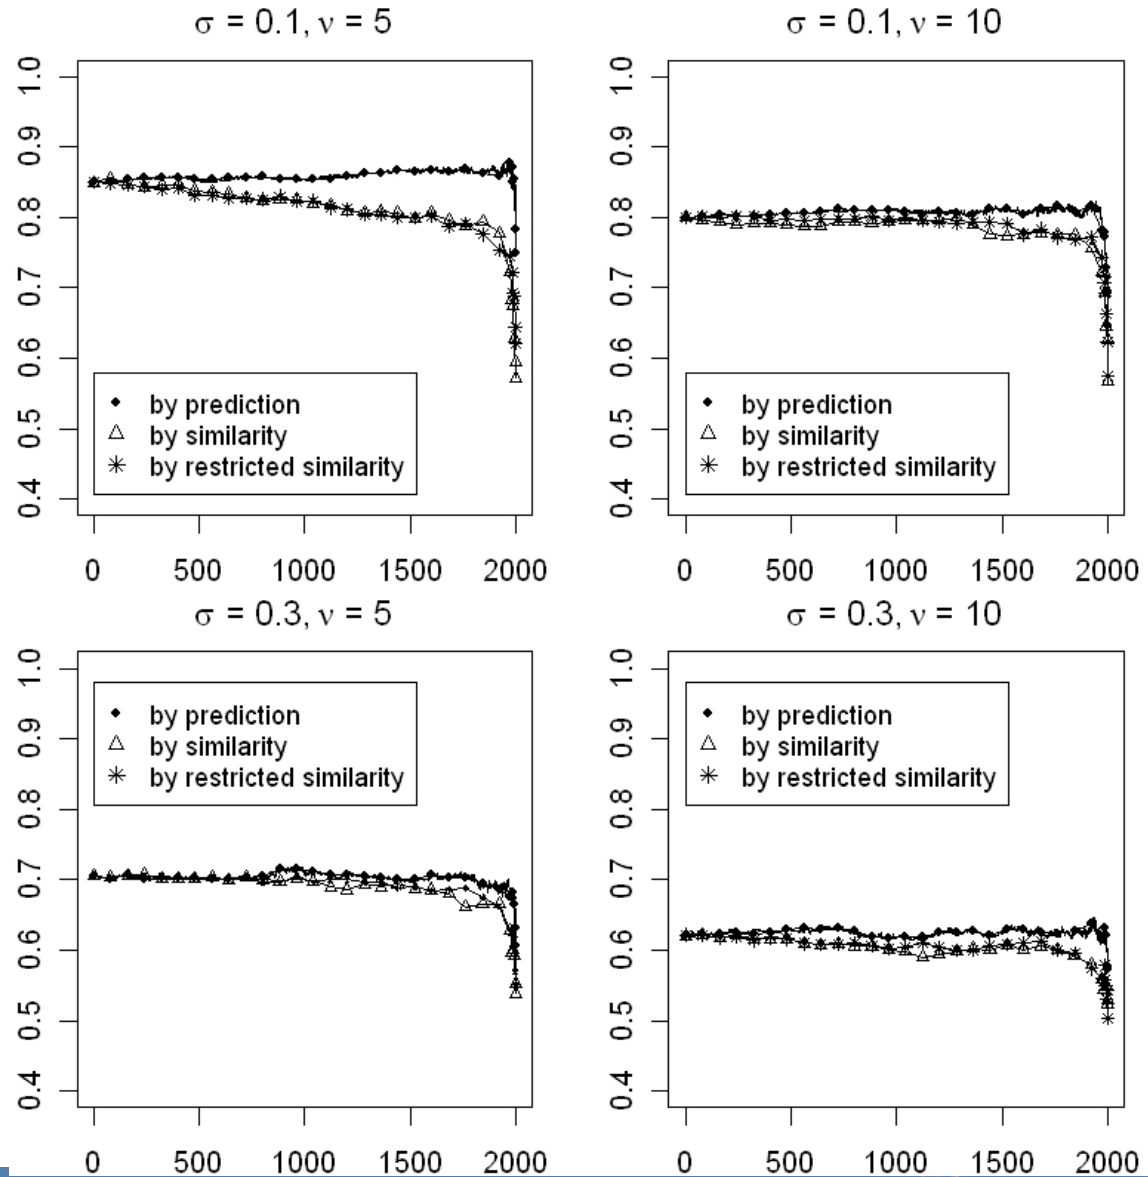 σ = 0.1, ν = 5
1.0
0.9
0.8
0.7
0.6
0.5
0.4
by prediction
by similarity
by restricted similarity
0 500 1000 1500 2000
σ = 0.1, ν = 10
1.0
0.9
0.8
0.7
0.6
0.5
0.4
by prediction
by similarity
by restricted similarity
0 500 1000 1500 2000
σ = 0.3, ν = 5
1.0
0.9
0.8
0.7
0.6
0.5
0.4
by prediction
by similarity
by restricted similarity
0 500 1000 1500 2000
σ = 0.3, ν = 10
1.0
0.9
0.8
0.7
0.6
0.5
0.4
by prediction
by similarity
by restricted similarity
0 500 1000 1500 2000